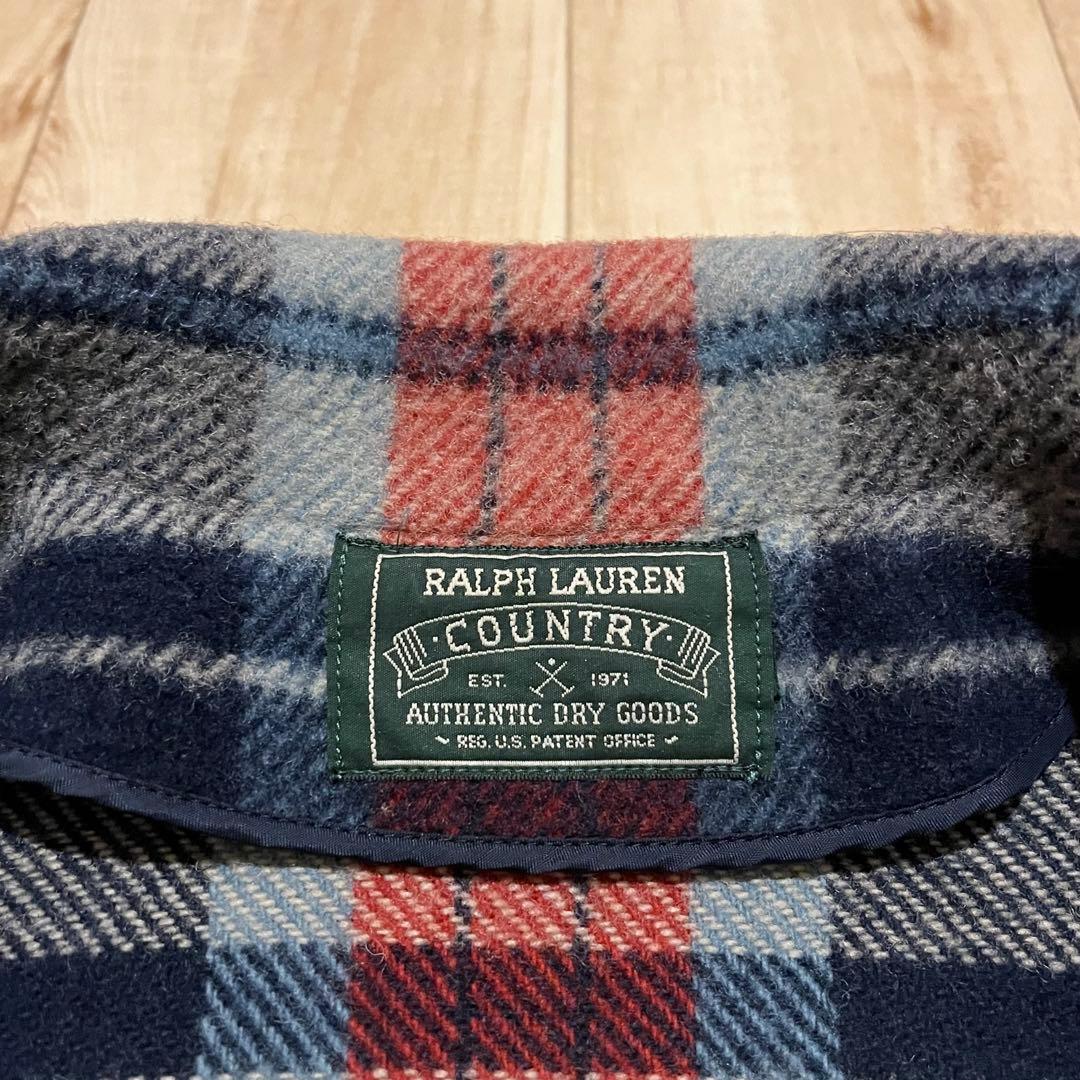 RALPH LAUREN
·COUNTRY·
EST. 1971
AUTHENTIC DRY GOODS
REG. U.S. PATENT OFFICE